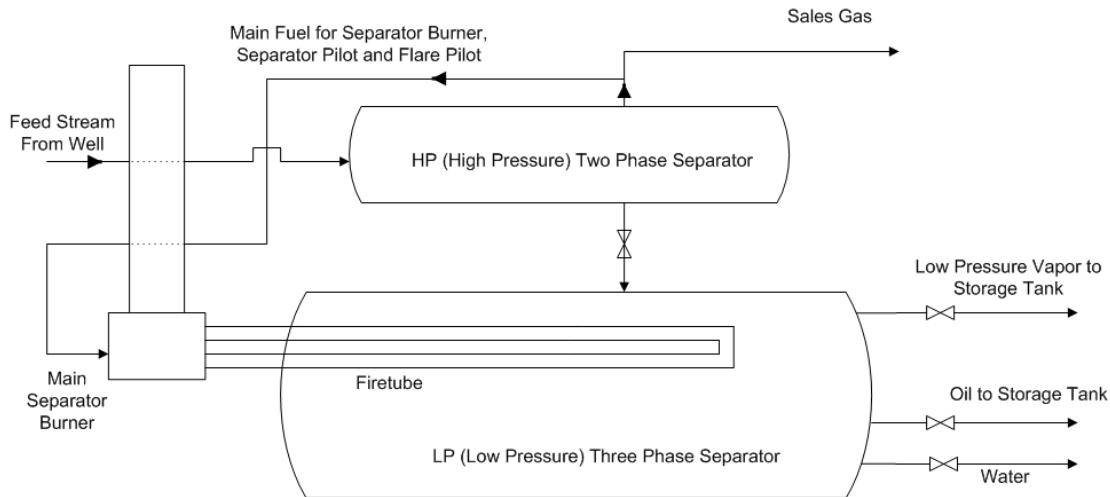 Sales Gas
Main Fuel for Separator Burner,
Separator Pilot and Flare Pilot
Feed Stream
From Well
HP (High Pressure) Two Phase Separator
Low Pressure Vapor to
Storage Tank
Firetube
Main
Separator
Burner
Oil to Storage Tank
LP (Low Pressure) Three Phase Separator
Water